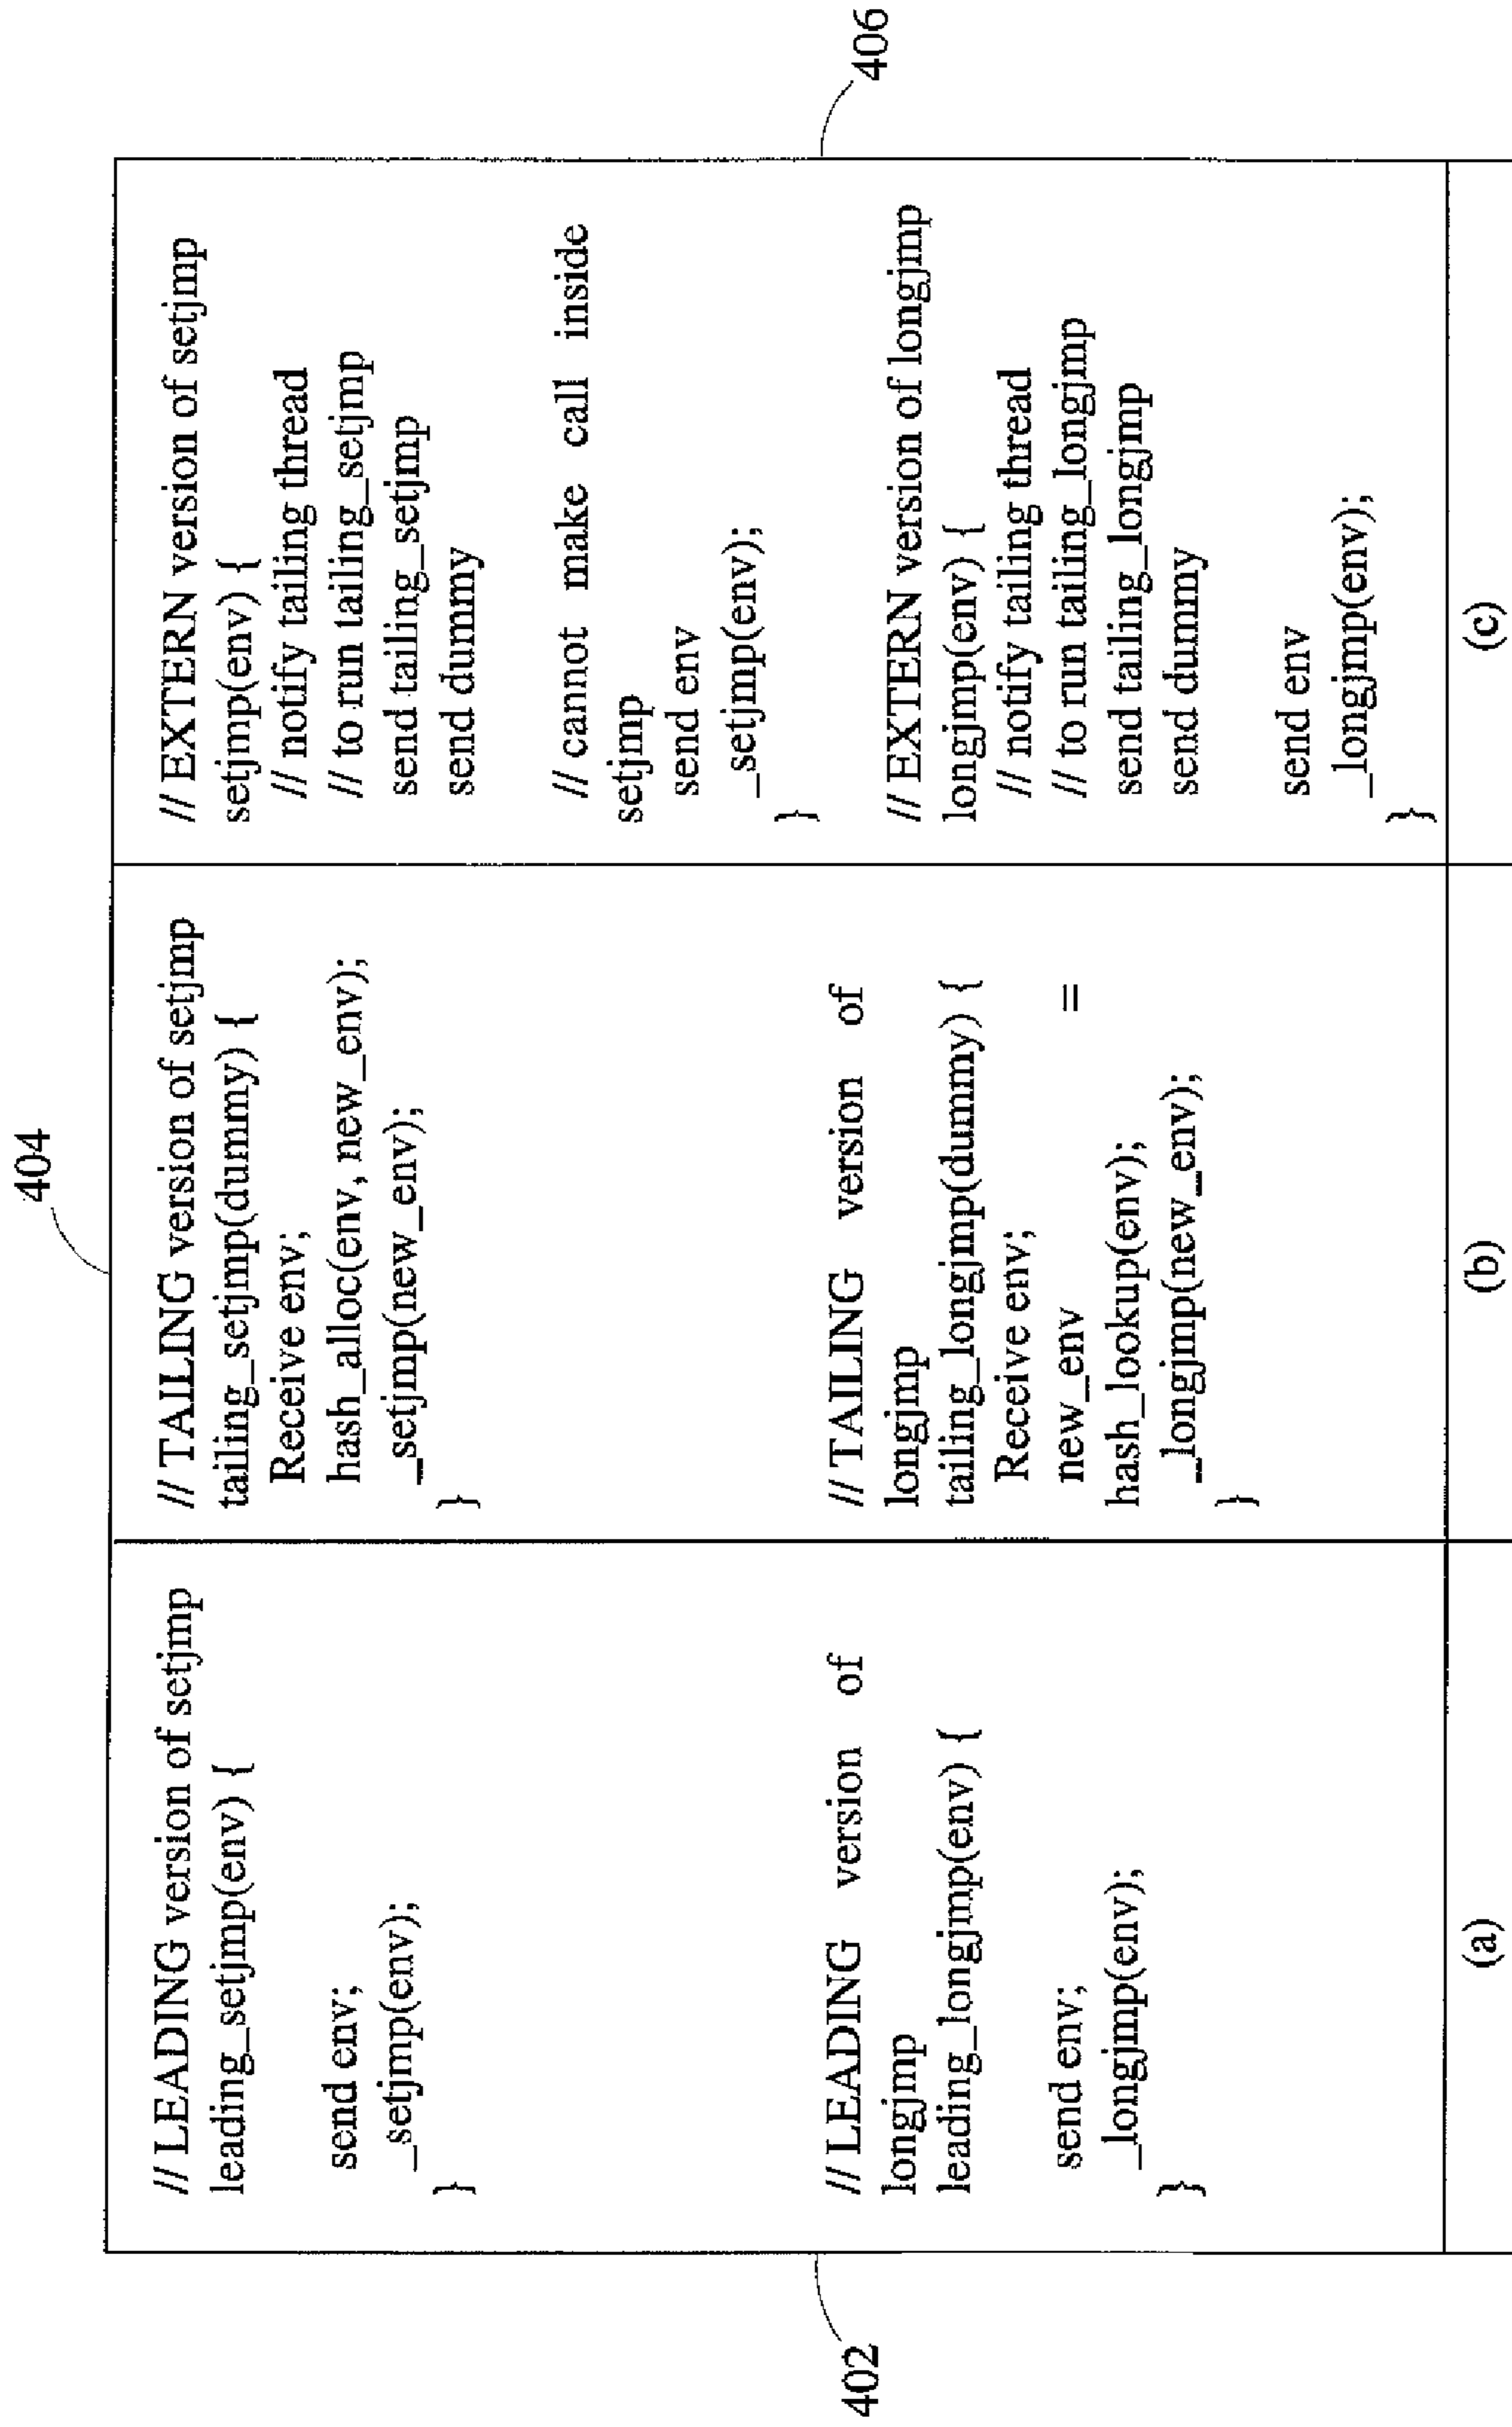 404
402
// LEADING version of setjmp
leading_setjmp(env) {
send env;
_setjmp(env);
}
// LEADING version of
longjmp
leading_longjmp(env) {
send env;
_longjmp(env);
}
(a)
// TAILING version of setjmp
tailing_setjmp(dummy) {
Receive env;
hash_alloc(env, new_env);
_setjmp(new_env);
}
// TAILING version of
longjmp
tailing_longjmp(dummy) {
Receive env;
new_env =
hash_lookup(env);
_longjmp(new_env);
}
(b)
// EXTERN version of setjmp
setjmp(env) {
// notify tailing thread
// to run tailing_setjmp
send tailing_setjmp
send dummy
// cannot make call inside
setjmp
send env
_setjmp(env);
}
// EXTERN version of longjmp
longjmp(env) {
// notify tailing thread
// to run tailing_longjmp
send tailing_longjmp
send dummy
send env
_longjmp(env);
}
(c)
406